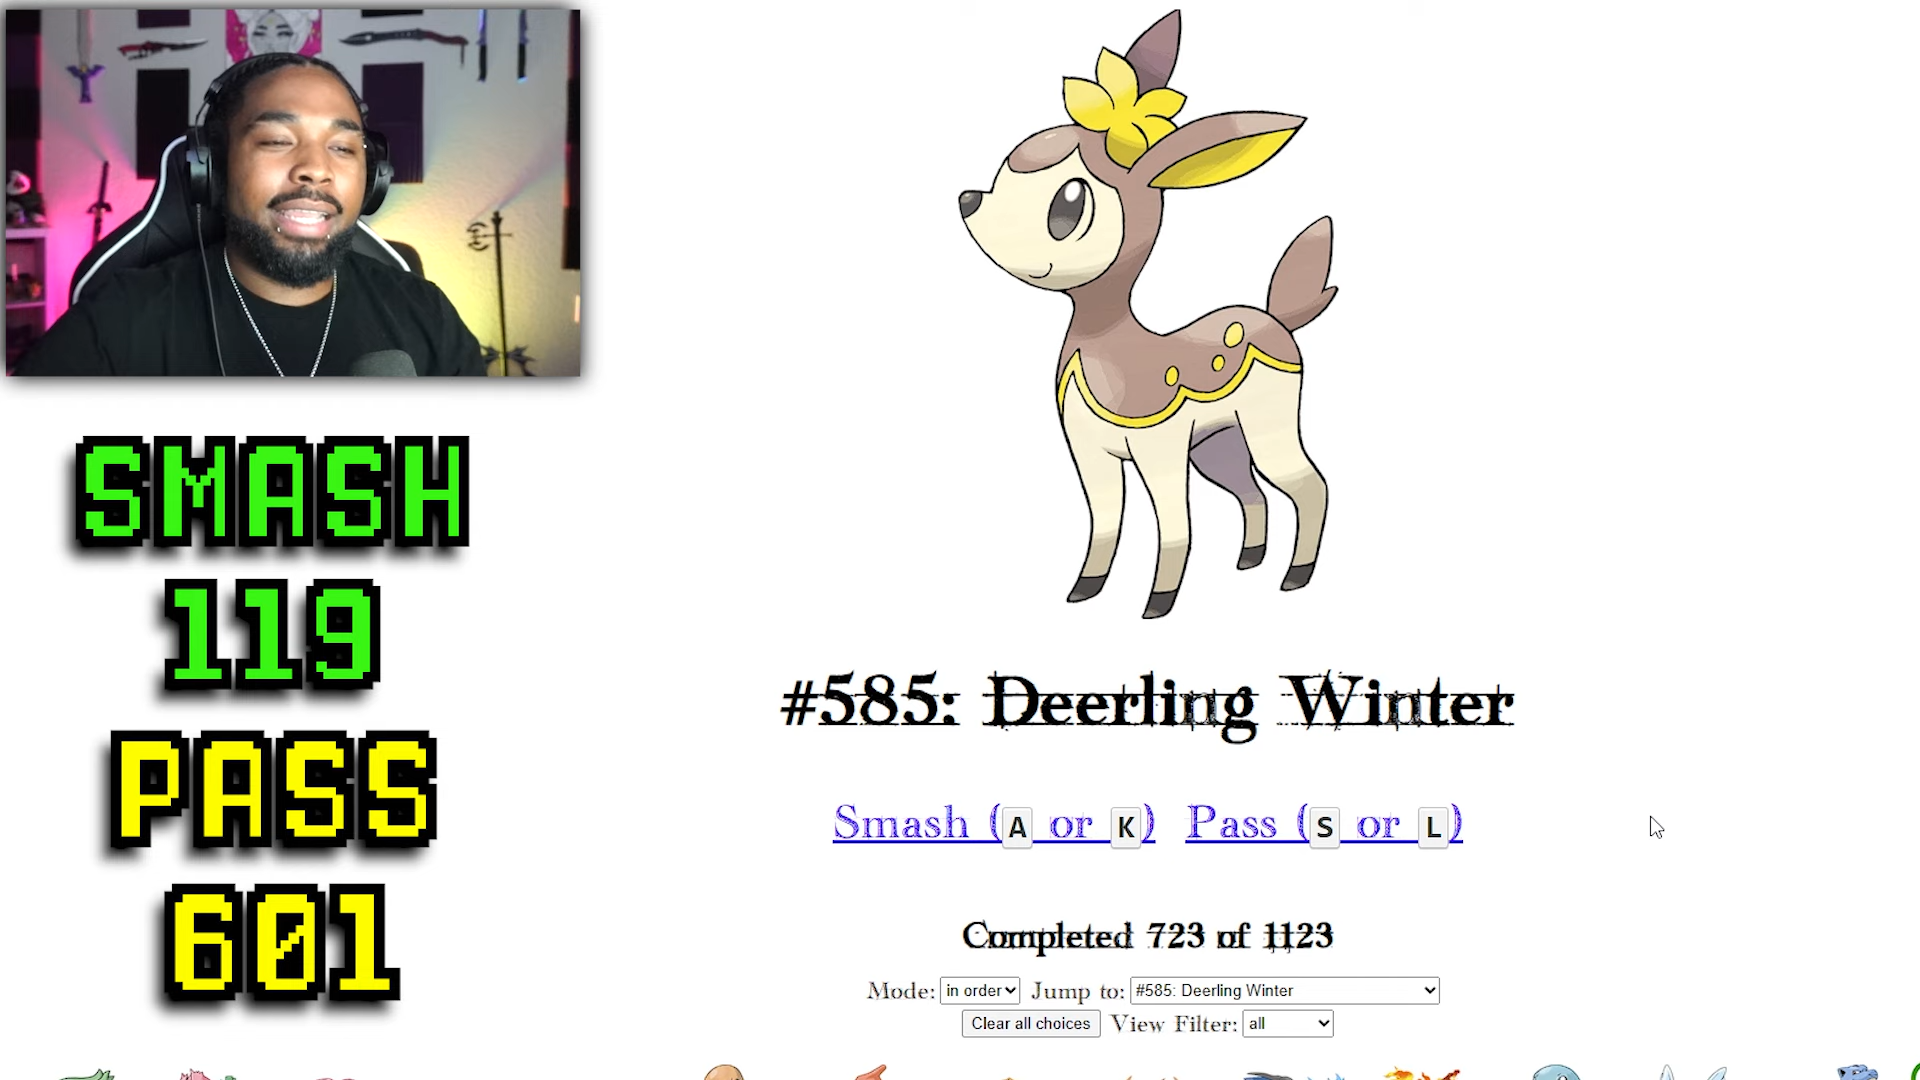 SMASH
119
PASS
601
#585: Deerling Winter
Smash (A or K) Pass (S or L)
Completed 723 of 1123
Mode: in order Jump to: #585: Deerling Winter
Clear all choices View Filter: all